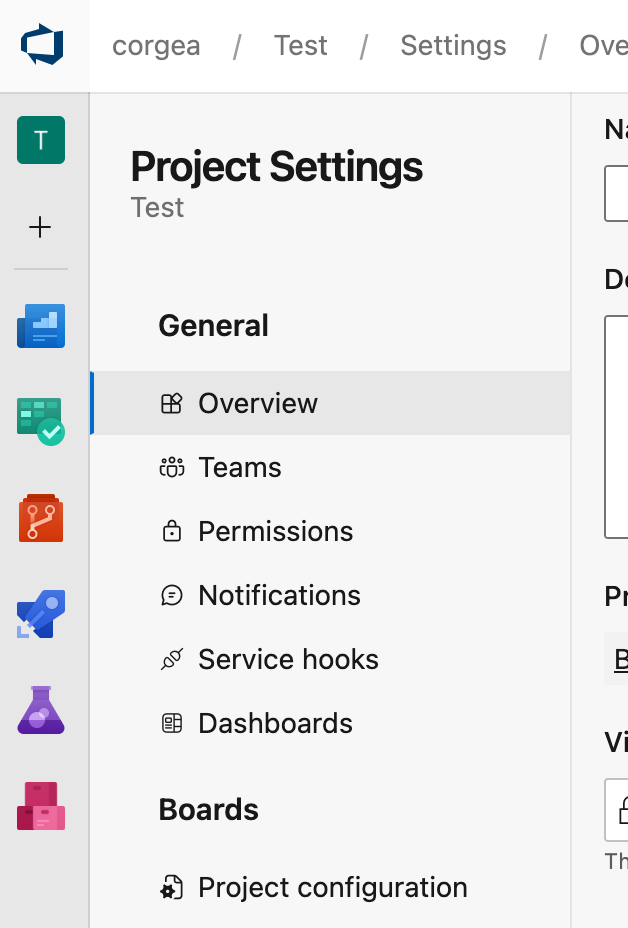 corgea / Test / Settings / Ove
T
Project Settings
Test
General
Overview
Teams
Permissions
Notifications
Service hooks
Dashboards
Boards
Project configuration
Na
De
Pr
B
Vi
Th